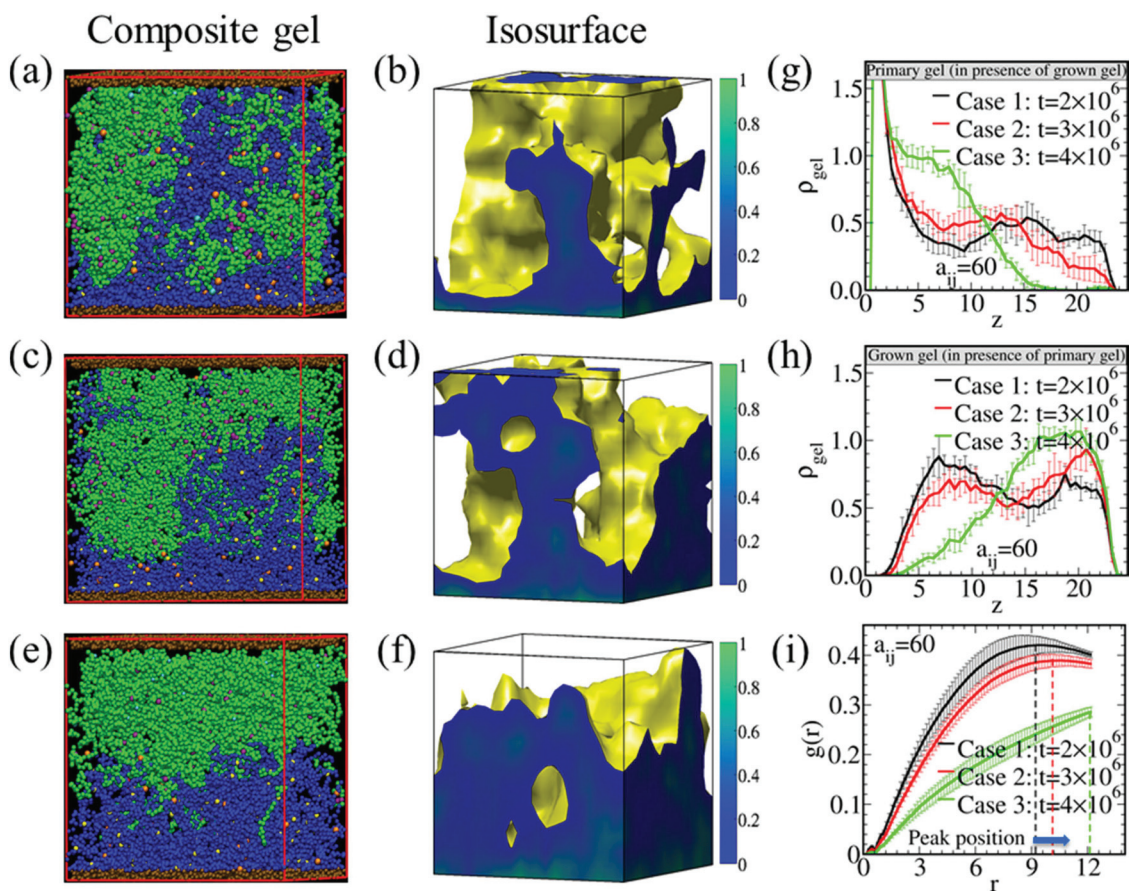 Composite gel
Isosurface
(a)
(b)
1
0.8
0.6
0.4
0.2
0
(c)
(d)
1
0.8
0.6
0.4
0.2
0
(e)
(f)
1
0.8
0.6
0.4
0.2
0
(g)
Primary gel (in presence of grown gel)
1.5
Case 1: t=2×10⁶
Case 2: t=3×10⁶
Case 3: t=4×10⁶
1.0
ρgel
0.5
aij=60
0.0
0 5 10 15 20
z
(h)
Grown gel (in presence of primary gel)
1.5
Case 1: t=2×10⁶
Case 2: t=3×10⁶
Case 3: t=4×10⁶
1.0
ρgel
0.5
aij=60
0.0
0 5 10 15 20
z
(i)
aij=60
0.4
0.3
g(r)
0.2
Case 1: t=2×10⁶
Case 2: t=3×10⁶
Case 3: t=4×10⁶
0.1
Peak position
0
0 3 6 9 12
r